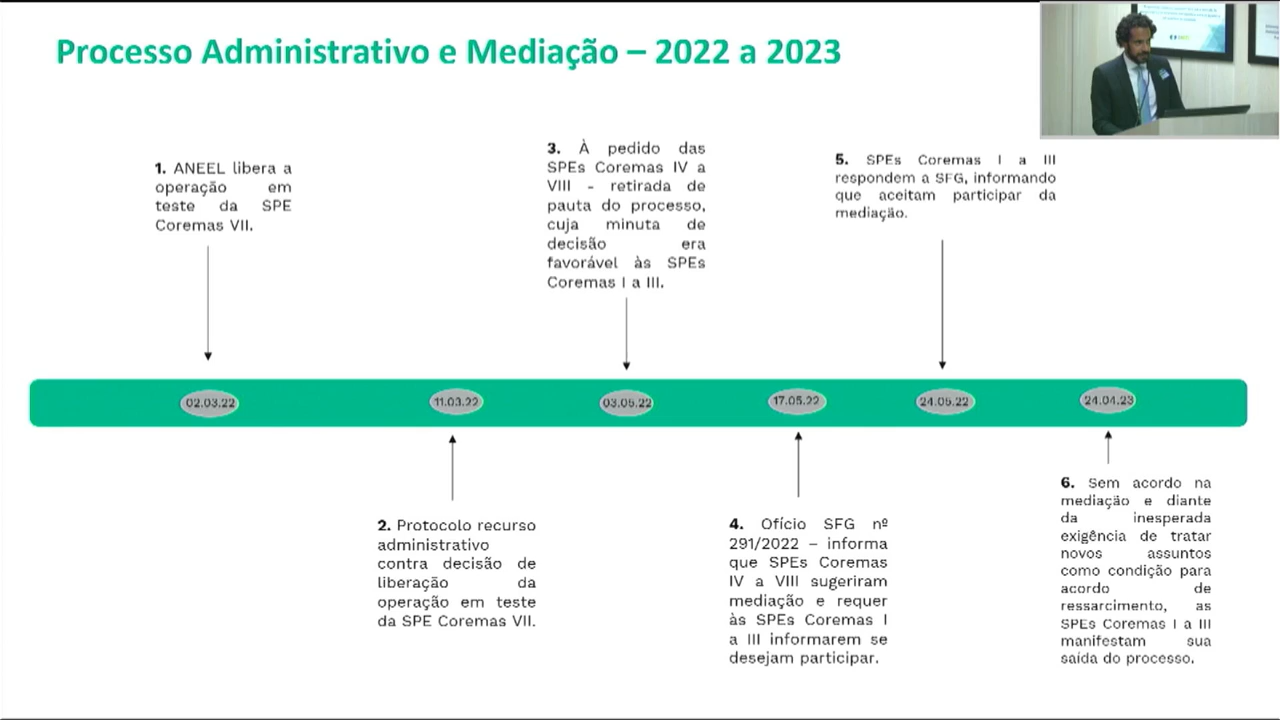 Processo Administrativo e Mediação – 2022 a 2023
1. ANEEL libera a
operação em
teste da SPE
Coremas VII.
3. À pedido das
SPEs Coremas IV a
VIII - retirada de
pauta do processo,
cuja minuta de
decisão era
favorável às SPEs
Coremas I a III.
5. SPEs Coremas I a III
respondem a SFG, informando
que aceitam participar da
mediação.
02.03.22
11.03.22
03.05.22
17.05.22
24.05.22
24.04.23
2. Protocolo recurso
administrativo
contra decisão de
liberação da
operação em teste
da SPE Coremas VII.
4. Ofício SFG nº
291/2022 – informa
que SPEs Coremas
IV a VIII sugeriram
mediação e requer
às SPEs Coremas I
a III informarem se
desejam participar.
6. Sem acordo na
mediação e diante
da inesperada
exigência de tratar
novos assuntos
como condição para
acordo de
ressarcimento, as
SPEs Coremas I a III
manifestam sua
saída do processo.